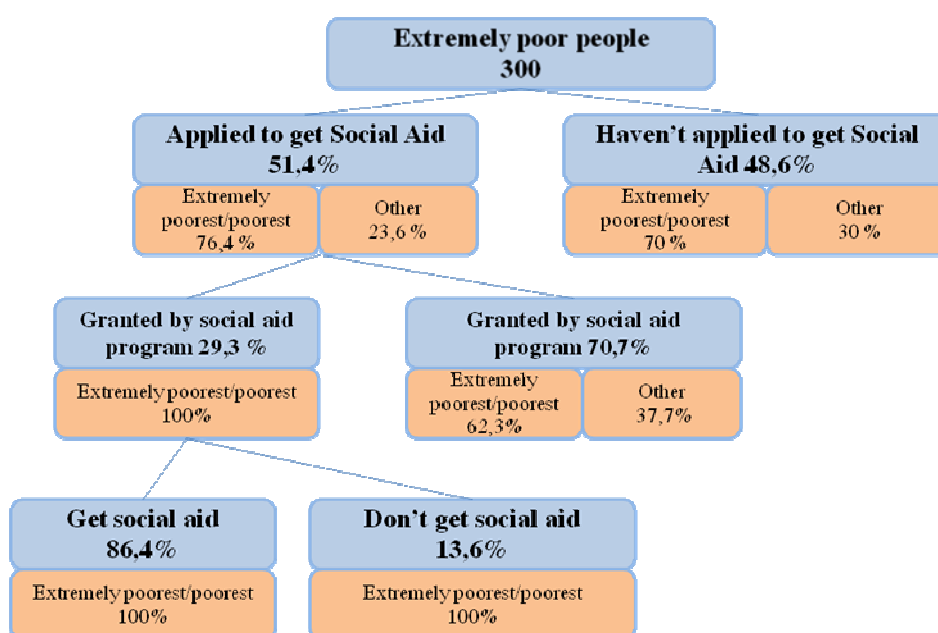 Extremely poor people
300
Applied to get Social Aid
51,4%
Haven't applied to get Social
Aid 48,6%
Extremely
poorest/poorest
76,4 %
Other
23,6 %
Extremely
poorest/poorest
70 %
Other
30 %
Granted by social aid
program 29,3 %
Granted by social aid
program 70,7%
Extremely poorest/poorest
100%
Extremely
poorest/poorest
62,3%
Other
37,7%
Get social aid
86,4%
Don't get social aid
13,6%
Extremely poorest/poorest
100%
Extremely poorest/poorest
100%